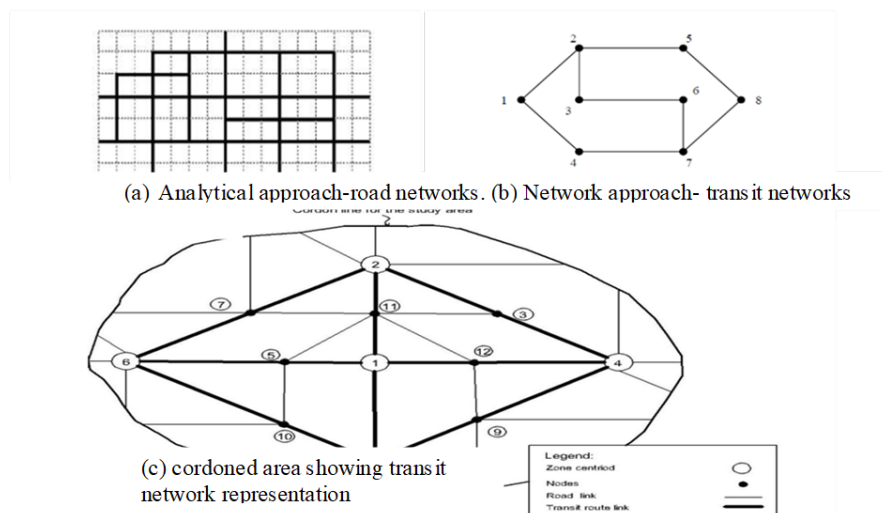 2
5
1
3
6
8
4
7
(a) Analytical approach-road networks. (b) Network approach- transit networks
Cordon line for the study area
2
7
11
3
5
12
6
1
4
10
9
(c) cordoned area showing transit
network representation
Legend:
Zone centriod
Nodes
Road link
Transit route link